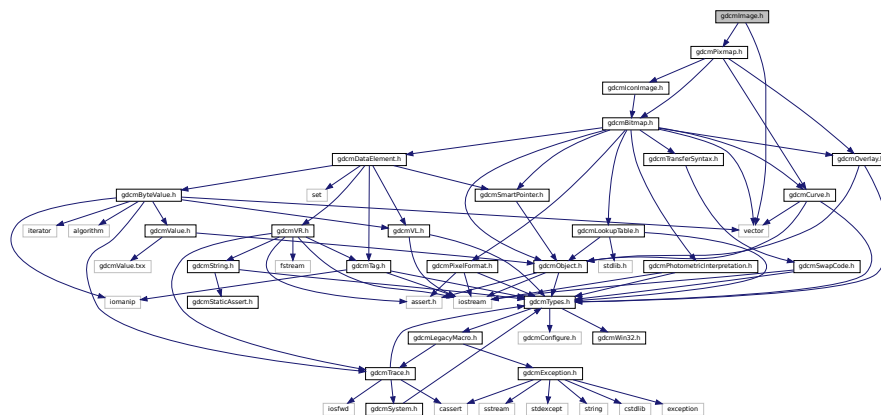 gdcmImage.h
gdcmPixmap.h
gdcmIconImage.h
gdcmBitmap.h
gdcmDataElement.h
gdcmTransferSyntax.h
gdcmOverlay.h
gdcmByteValue.h
set
gdcmSmartPointer.h
gdcmCurve.h
iterator
algorithm
gdcmValue.h
gdcmVR.h
gdcmVL.h
gdcmLookupTable.h
vector
gdcmValue.txx
gdcmString.h
fstream
gdcmTag.h
gdcmPixelFormat.h
gdcmObject.h
stdlib.h
gdcmPhotometricInterpretation.h
gdcmSwapCode.h
iomanip
gdcmStaticAssert.h
assert.h
iostream
gdcmTypes.h
gdcmLegacyMacro.h
gdcmConfigure.h
gdcmWin32.h
gdcmTrace.h
gdcmException.h
iosfwd
gdcmSystem.h
cassert
sstream
stdexcept
string
cstdlib
exception